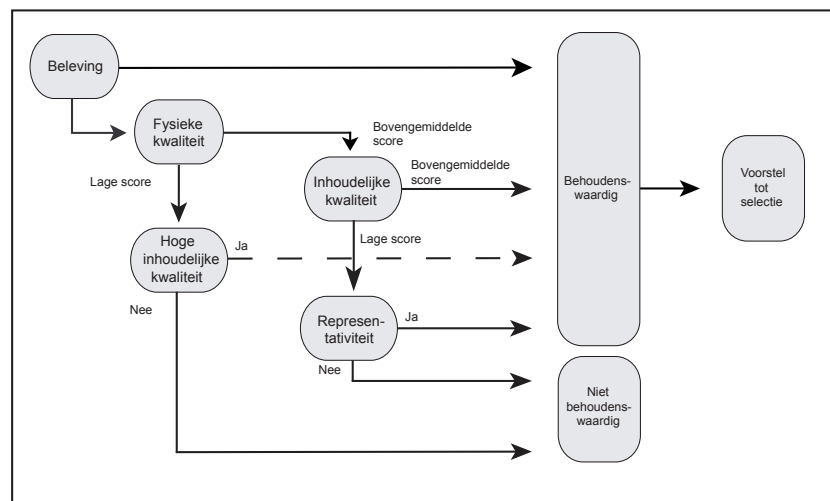 Beleving
Fysieke
kwaliteit
Bovengemiddelde
score
Lage score
Inhoudelijke
kwaliteit
Bovengemiddelde
score
Behoudens-
waardig
Voorstel
tot
selectie
Hoge
inhoudelijke
kwaliteit
Ja
Nee
Lage score
Represen-
tativiteit
Ja
Nee
Niet
behoudens-
waardig